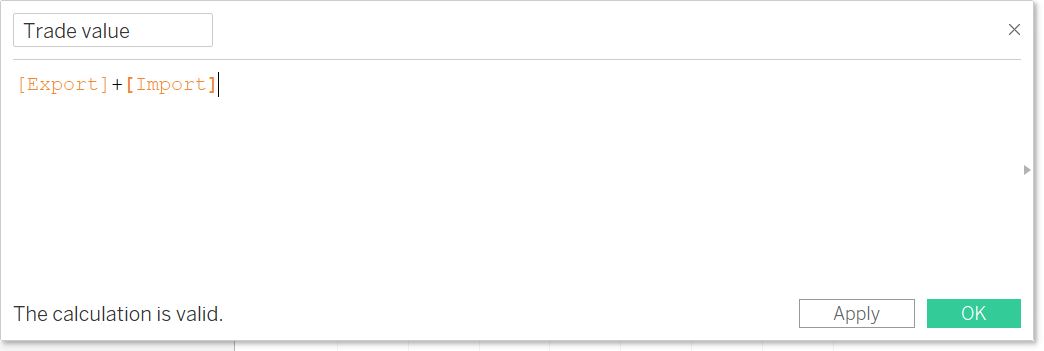 Trade value
[Export]+[Import]
The calculation is valid.
Apply
OK